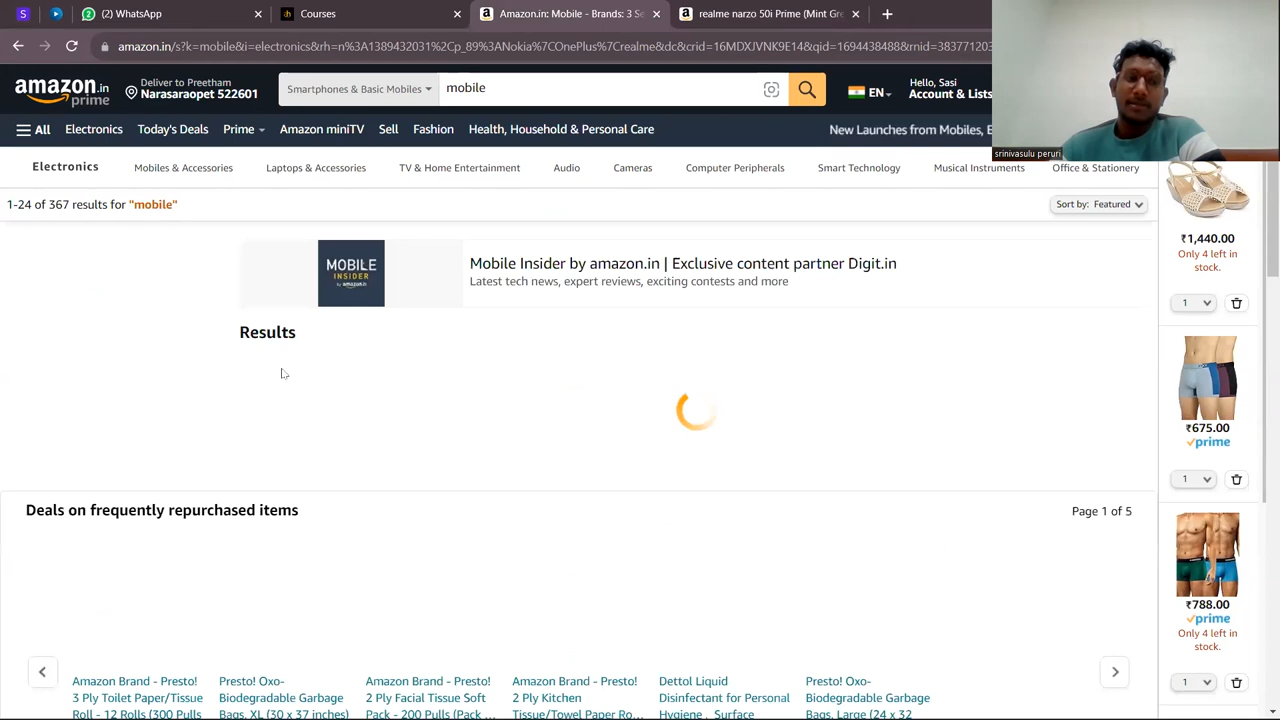 (2) WhatsApp
Courses
Amazon.in: Mobile - Brands: 3 Se
realme narzo 50i Prime (Mint Gre
amazon.in/s?k=mobile&i=electronics&rh=n%3A1389432031%2Cp_89%3ANokia%7COnePlus%7Crealme&dc&crid=16MDXJVNK9E14&qid=1694438488&rnid=383771203
amazon.in
prime
Deliver to Preetham
Narasaraopet 522601
Smartphones & Basic Mobiles
mobile
EN
Hello, Sasi
Account & Lists
All
Electronics
Today's Deals
Prime
Amazon miniTV
Sell
Fashion
Health, Household & Personal Care
New Launches from Mobiles, E
srinivasulu peruri
Electronics
Mobiles & Accessories
Laptops & Accessories
TV & Home Entertainment
Audio
Cameras
Computer Peripherals
Smart Technology
Musical Instruments
Office & Stationery
1-24 of 367 results for "mobile"
Sort by: Featured
MOBILE
INSIDER
by amazon.in
Mobile Insider by amazon.in | Exclusive content partner Digit.in
Latest tech news, expert reviews, exciting contests and more
Results
₹1,440.00
Only 4 left in
stock.
1
₹675.00
prime
1
₹788.00
prime
Only 4 left in
stock.
1
Deals on frequently repurchased items
Page 1 of 5
Amazon Brand - Presto!
3 Ply Toilet Paper/Tissue
Roll - 12 Rolls (300 Pulls
Presto! Oxo-
Biodegradable Garbage
Bags, XL (30 x 37 inches)
Amazon Brand - Presto!
2 Ply Facial Tissue Soft
Pack - 200 Pulls (Pack ...
Amazon Brand - Presto!
2 Ply Kitchen
Tissue/Towel Paper Ro...
Dettol Liquid
Disinfectant for Personal
Hygiene , Surface
Presto! Oxo-
Biodegradable Garbage
Bags, Large (24 x 32